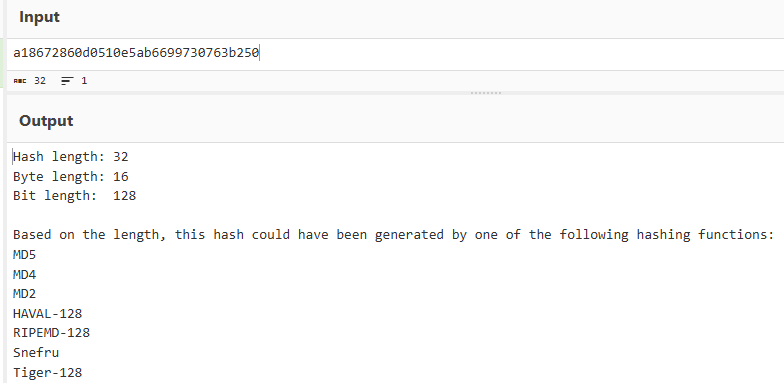 Input
a18672860d0510e5ab6699730763b250
ABC 32 1
Output
Hash length: 32
Byte length: 16
Bit length:  128
Based on the length, this hash could have been generated by one of the following hashing functions:
MD5
MD4
MD2
HAVAL-128
RIPEMD-128
Snefru
Tiger-128